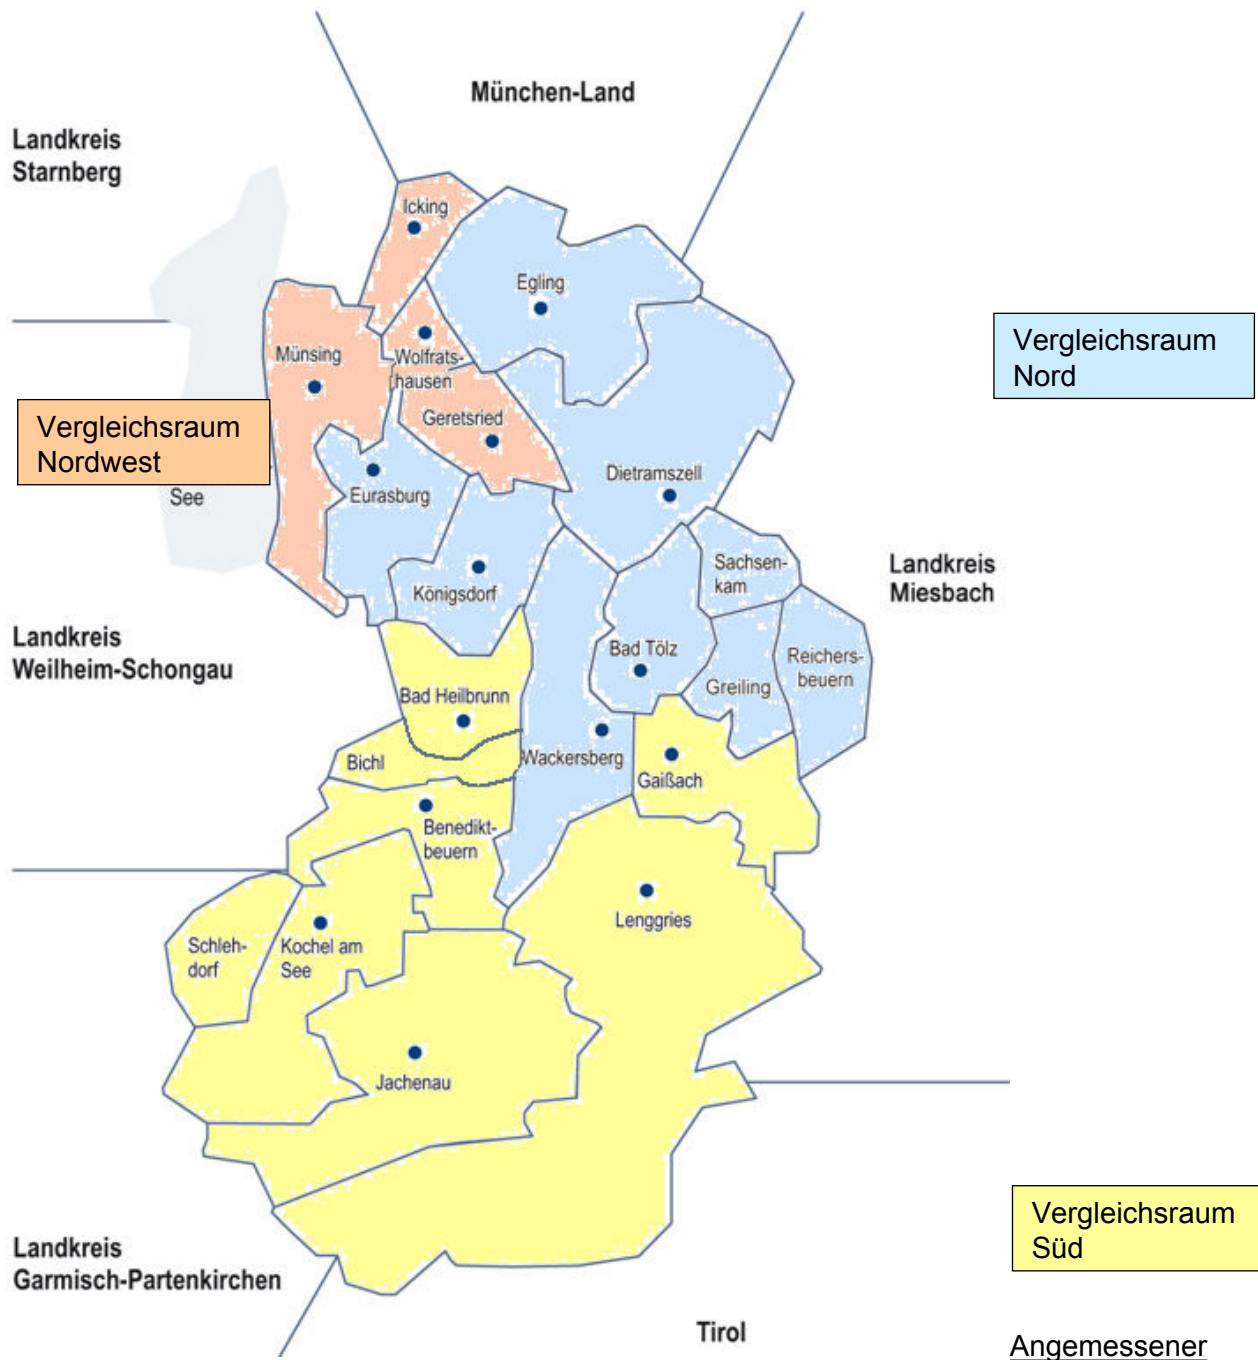 München-Land
Landkreis
Starnberg
Icking
Egling
Vergleichsraum
Nord
Münsing
Wolfrats-
hausen
Vergleichsraum
Nordwest
Geretsried
Dietramszell
See
Eurasburg
Sachsen-
kam
Landkreis
Miesbach
Königsdorf
Landkreis
Weilheim-Schongau
Bad Tölz
Reichers-
beuern
Greiling
Bad Heilbrunn
Wackersberg
Bichl
Gaißach
Benedikt-
beuern
Lenggries
Schleh-
dorf
Kochel am
See
Jachenau
Vergleichsraum
Süd
Landkreis
Garmisch-Partenkirchen
Tirol
Angemessener